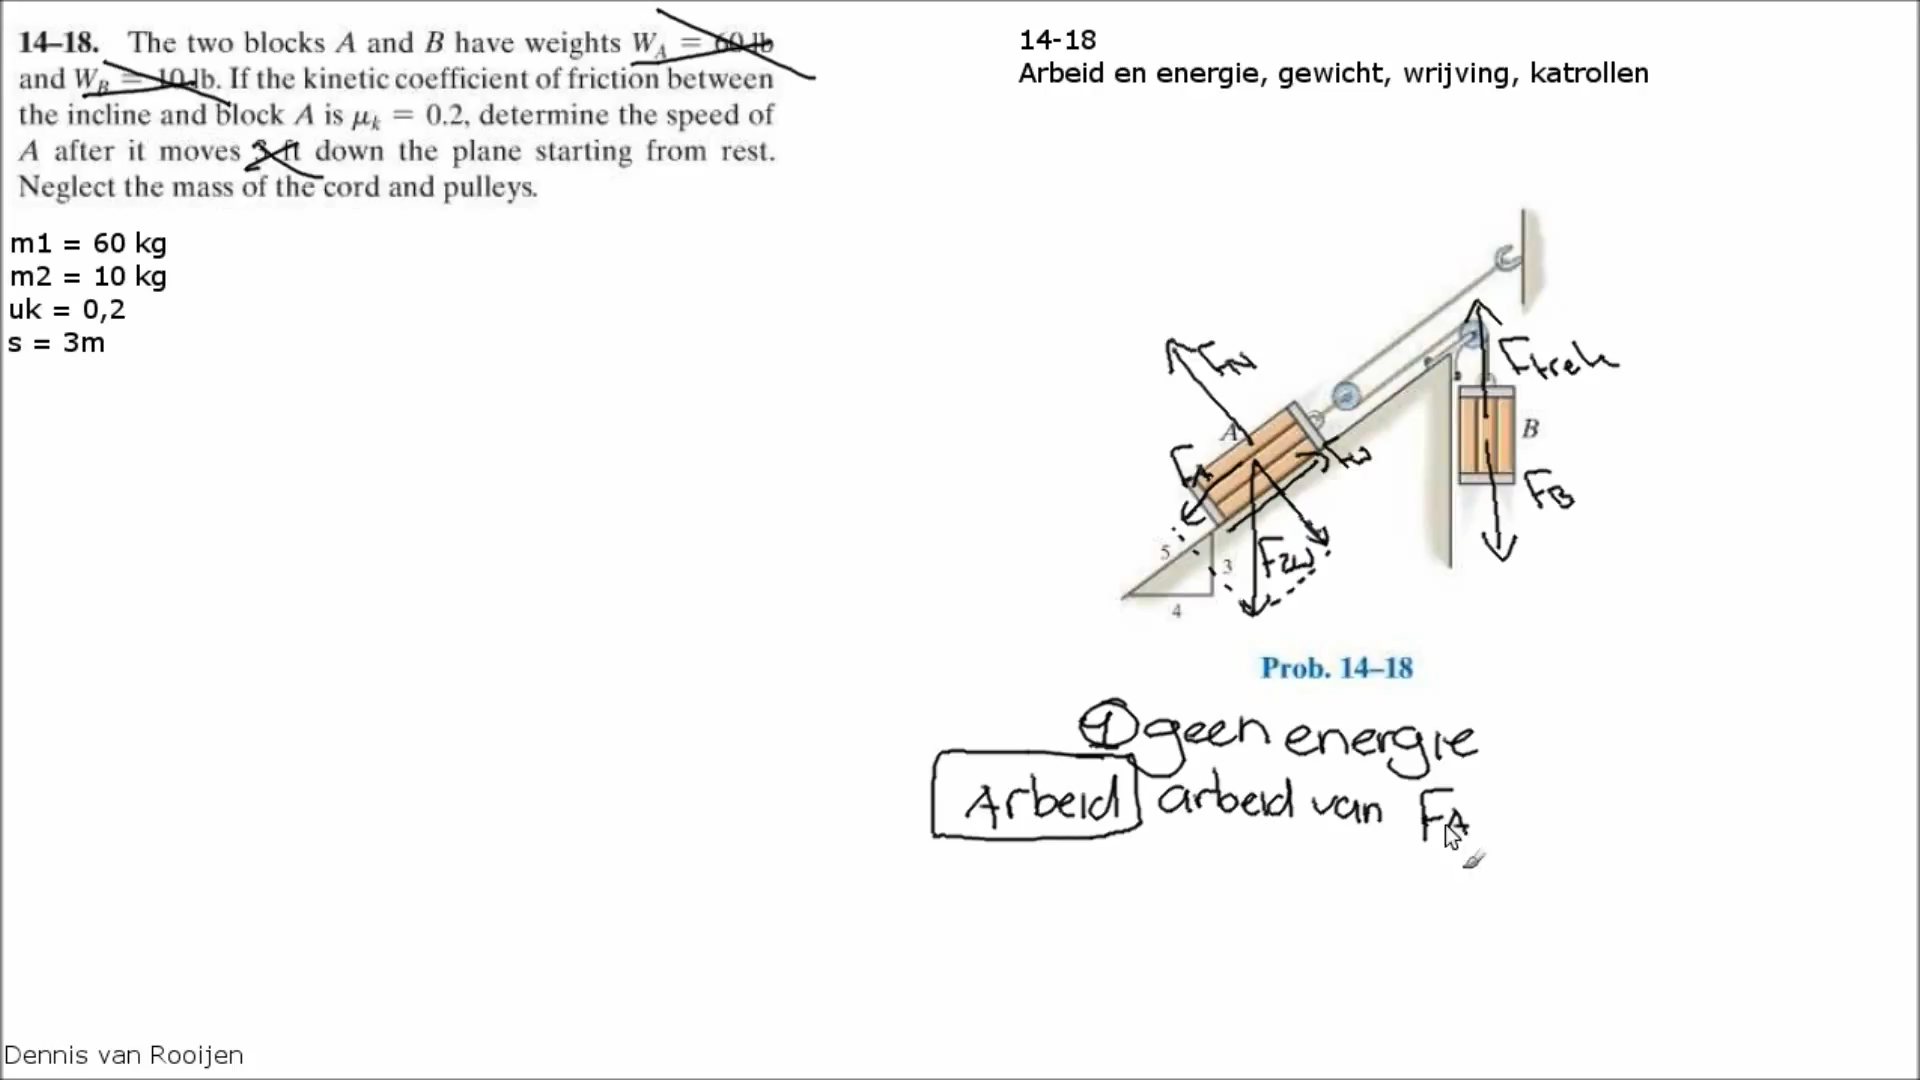 14–18. The two blocks A and B have weights W_A = 60 lb
and W_B = 10 lb. If the kinetic coefficient of friction between
the incline and block A is μ_k = 0.2, determine the speed of
A after it moves 3 ft down the plane starting from rest.
Neglect the mass of the cord and pulleys.
m1 = 60 kg
m2 = 10 kg
uk = 0,2
s = 3m
14-18
Arbeid en energie, gewicht, wrijving, katrollen
FN
Ftrek
A
B
FA
Fw
FB
5
3
Fzw
4
Prob. 14–18
1 geen energie
Arbeid arbeid van FA
Dennis van Rooijen